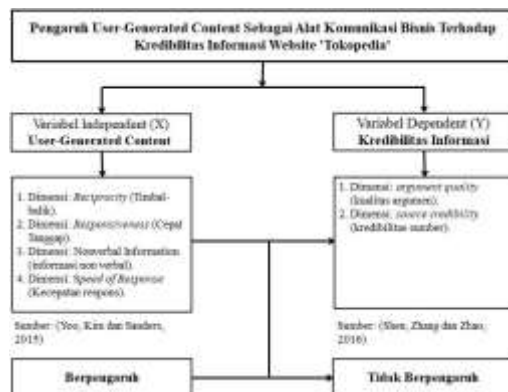 Pengaruh User-Generated Content Sebagai Alat Komunikasi Bisnis Terhadap
Kredibilitas Informasi Website 'Tokopedia'
Variabel Independent (X)
User-Generated Content
Variabel Dependent (Y)
Kredibilitas Informasi
1. Dimensi: Reciprocity (Timbal-
balik).
2. Dimensi: Responsiveness (Cepat
Tanggap)
3. Dimensi: Nonverbal Information
(informasi non verbal).
4. Dimensi: Speed of Response
(Kecepatan respons).
1. Dimensi: argument quality
(kualitas argumen).
2. Dimensi: source credibility
(kredibilitas sumber).
Sumber: (Yoo, Kim dan Sanders,
2015)
Sumber: (Shen, Zhang dan Zhao,
2016)
Berpengaruh
Tidak Berpengaruh